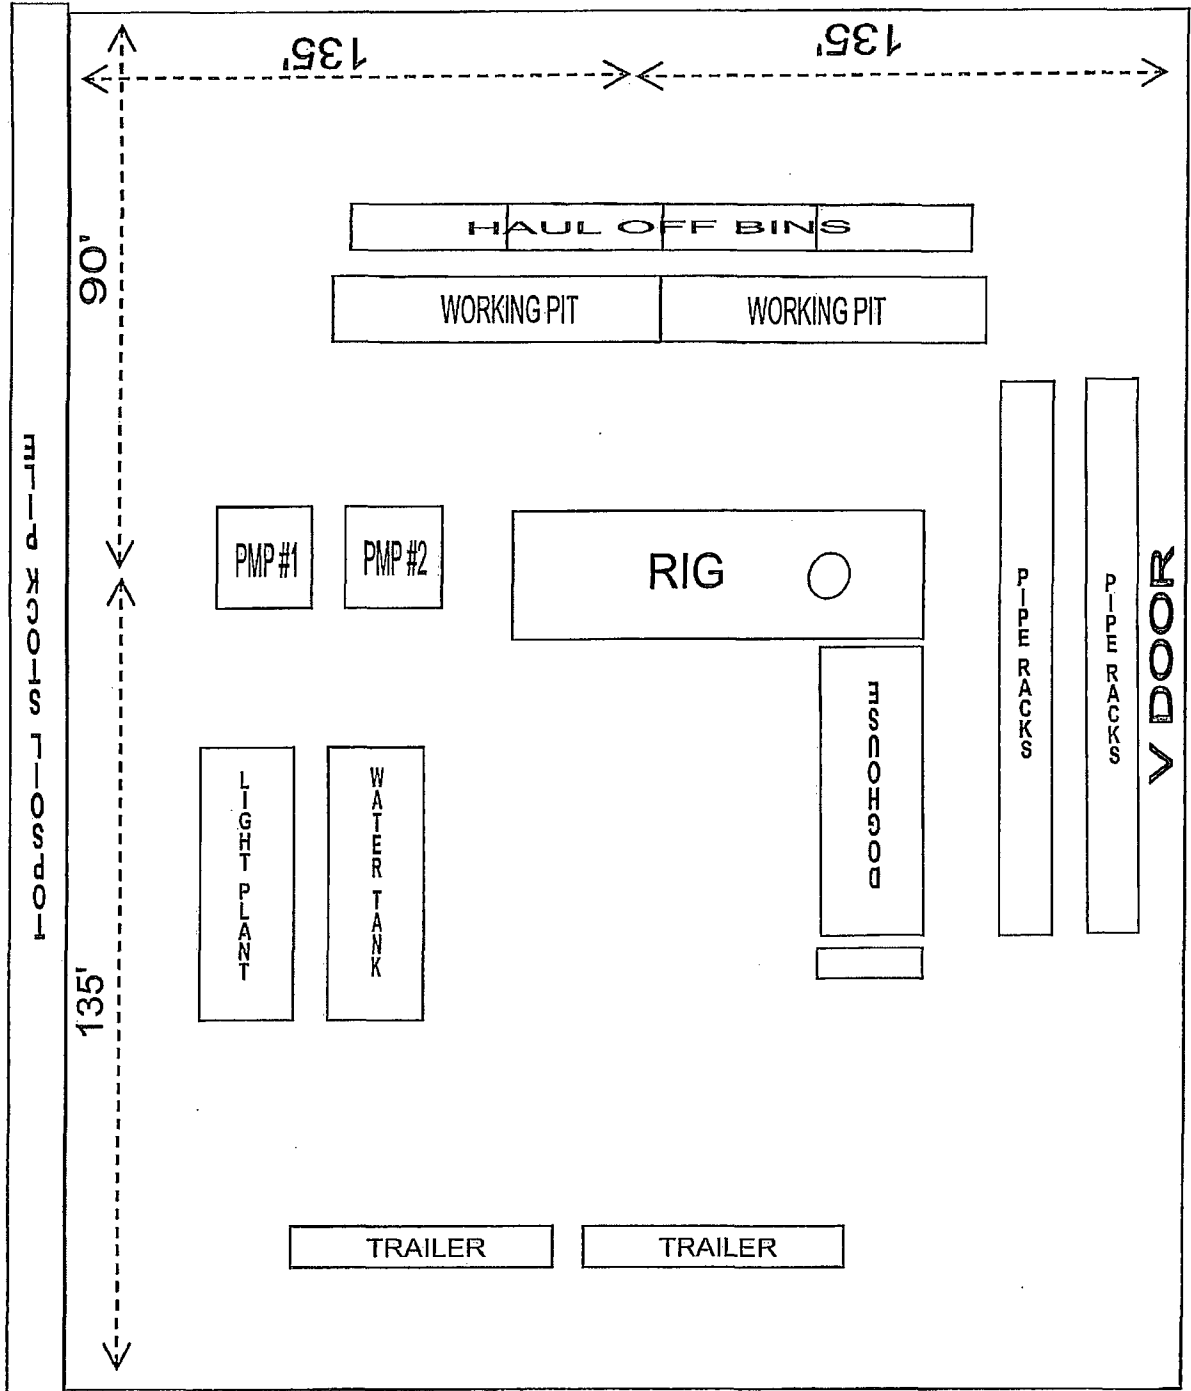 135'
135'
90'
HAUL OFF BINS
WORKING PIT
WORKING PIT
TOPSOIL STOCK PILE
PMP #1
PMP #2
RIG
PIPE RACKS
PIPE RACKS
V DOOR
DOGHOUSE
LIGHT PLANT
WATER TANK
135'
TRAILER
TRAILER